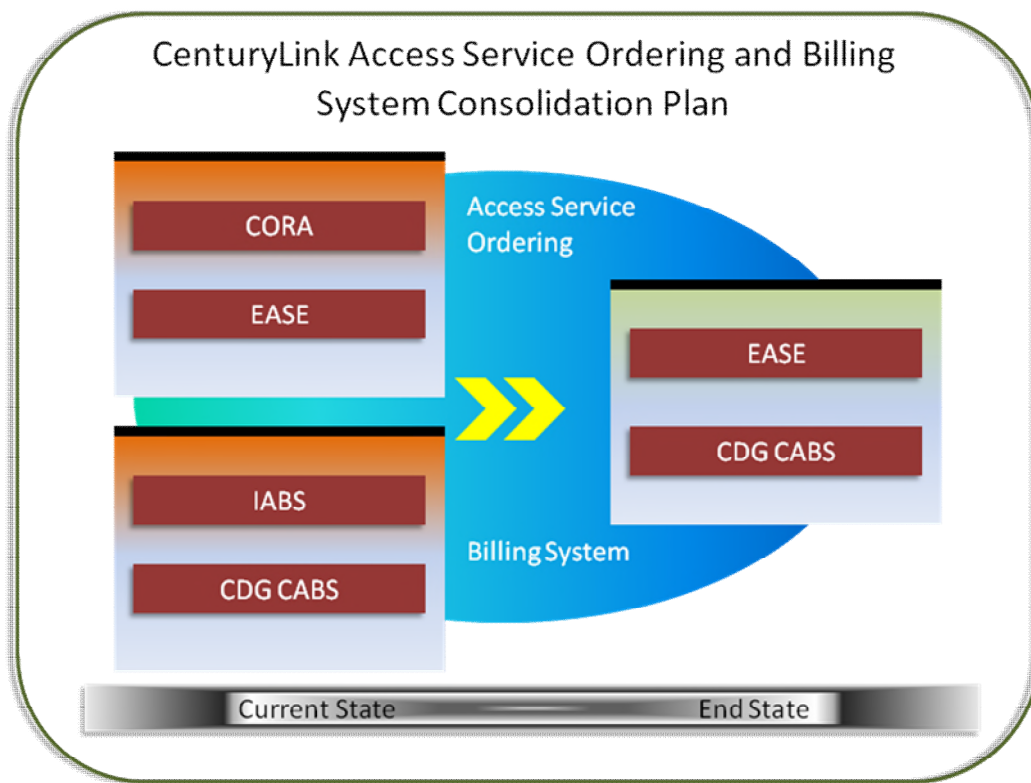 CenturyLink Access Service Ordering and Billing
System Consolidation Plan
CORA
EASE
Access Service
Ordering
IABS
CDG CABS
Billing System
EASE
CDG CABS
Current State
End State